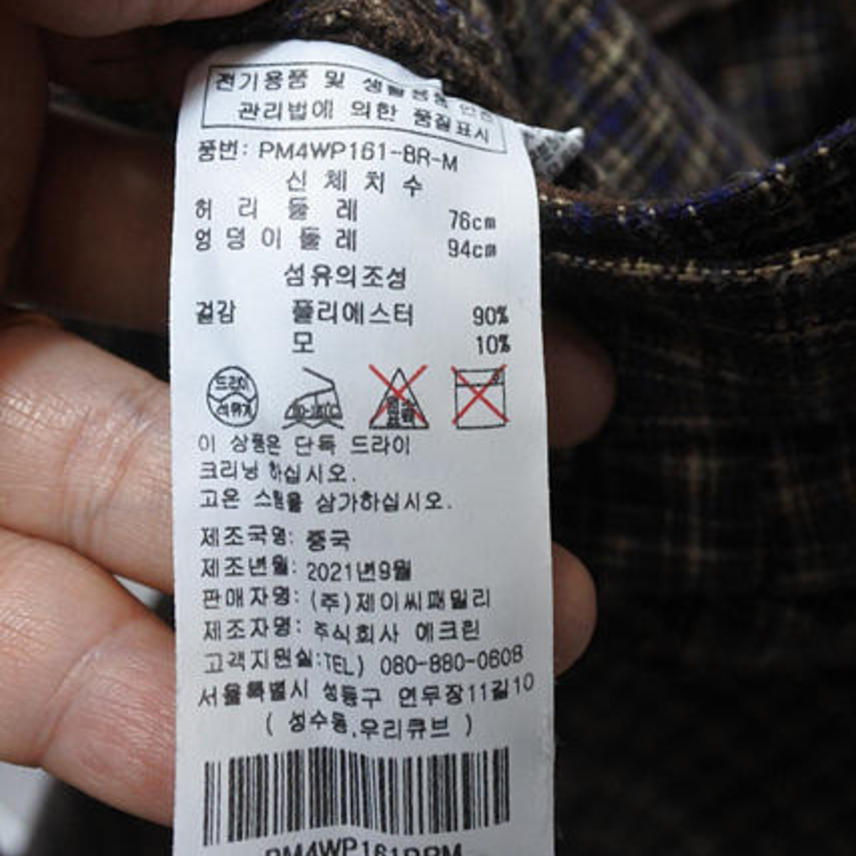 전기용품 및 생활용품 안전
관리법에 의한 품질표시
품번: PM4WP161-BR-M
신 체 치 수
허 리 둘 레 76cm
엉 덩 이 둘 레 94cm
섬유의조성
겉감 폴리에스터 90%
모 10%
드라이
석유계
이 상품은 단독 드라이
크리닝 하십시오.
고온 스팀을 삼가하십시오.
제조국명: 중국
제조년월: 2021년9월
판매자명: (주)제이씨패밀리
제조자명: 주식회사 에크린
고객지원실:TEL) 080-880-0608
서울특별시 성동구 연무장11길10
( 성수동,우리큐브 )
PM4WP161BRM